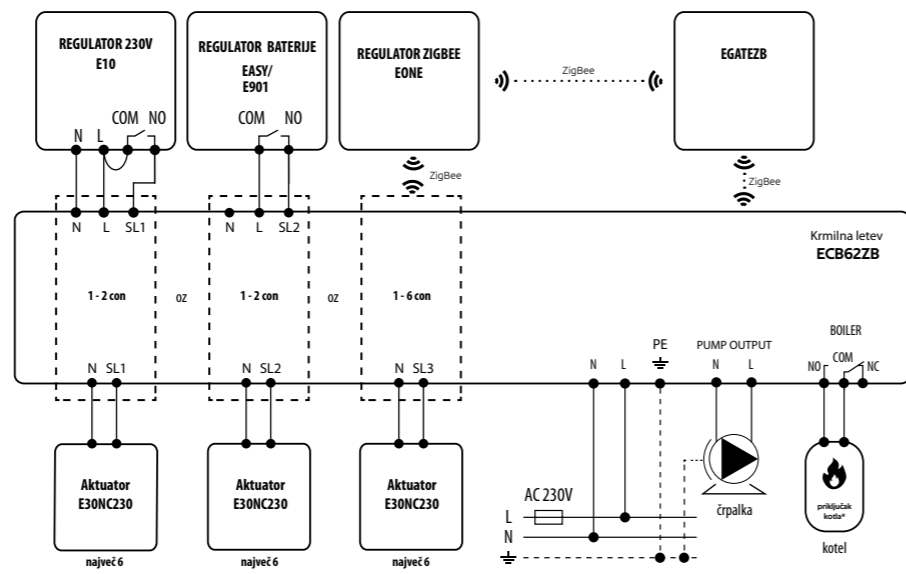 REGULATOR 230V
E10
N L COM NO
REGULATOR BATERIJE
EASY/
E901
COM NO
REGULATOR ZIGBEE
EONE
ZigBee
EGATEZB
ZigBee
ZigBee
N L SL1
N L SL2
Krmilna letev
ECB62ZB
1 - 2 con
oz
1 - 2 con
oz
1 - 6 con
N SL1
N SL2
N SL3
N L
PE
PUMP OUTPUT
N L
BOILER
NO COM NC
Aktuator
E30NC230
največ 6
Aktuator
E30NC230
največ 6
Aktuator
E30NC230
največ 6
AC 230V
L
N
črpalka
priključak
kotla*
kotel